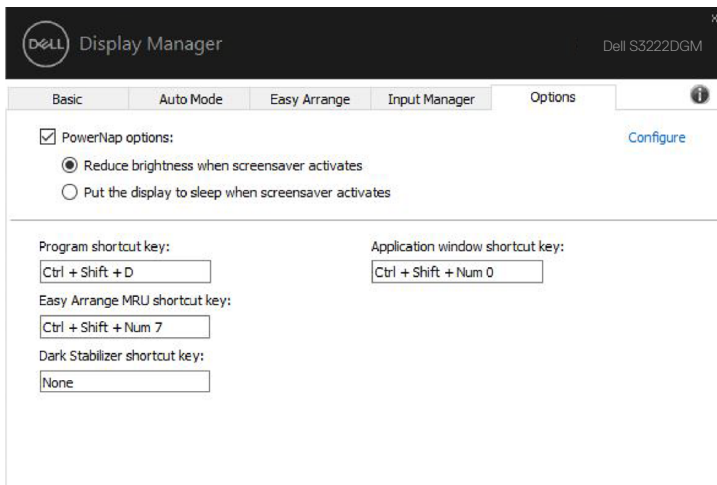 DELL Display Manager
Dell S3222DGM
Basic Auto Mode Easy Arrange Input Manager Options
PowerNap options: Configure
Reduce brightness when screensaver activates
Put the display to sleep when screensaver activates
Program shortcut key: Application window shortcut key:
Ctrl + Shift + D Ctrl + Shift + Num 0
Easy Arrange MRU shortcut key:
Ctrl + Shift + Num 7
Dark Stabilizer shortcut key:
None